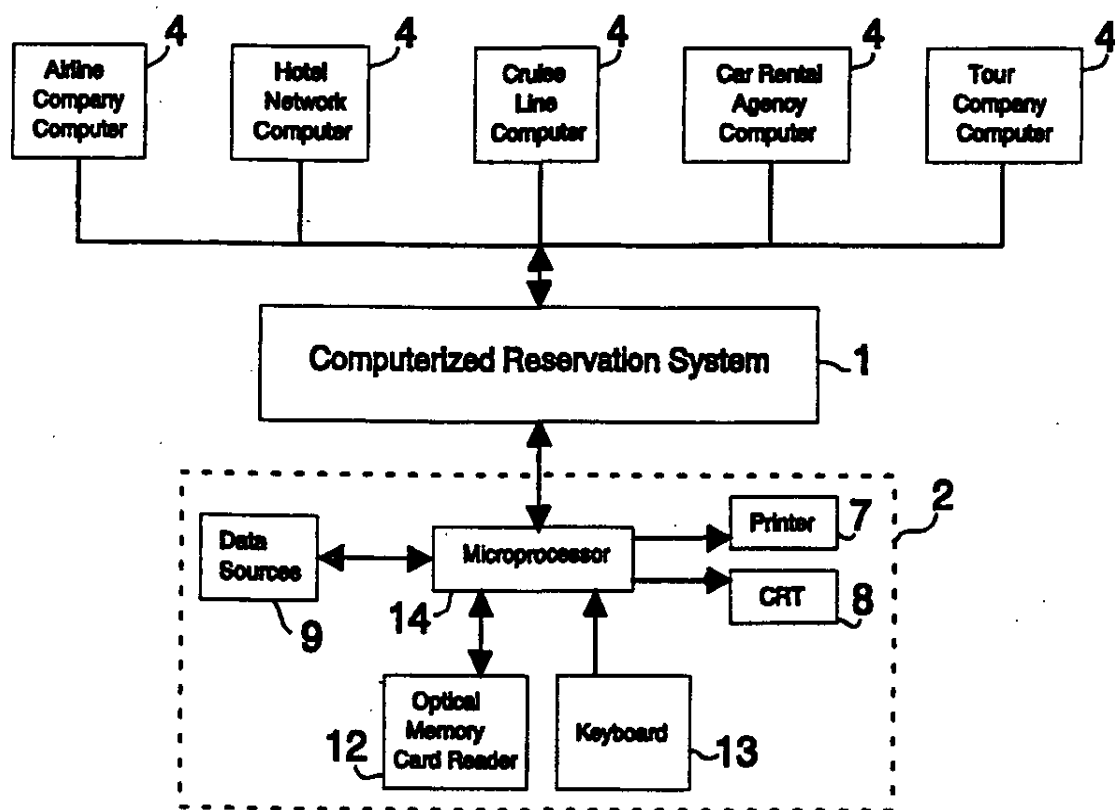 4
4
4
4
4
Airline
Company
Computer
Hotel
Network
Computer
Cruise
Line
Computer
Car Rental
Agency
Computer
Tour
Company
Computer
Computerized Reservation System
1
2
Data
Sources
9
Microprocessor
14
Printer
7
CRT
8
Optical
Memory
Card Reader
12
Keyboard
13